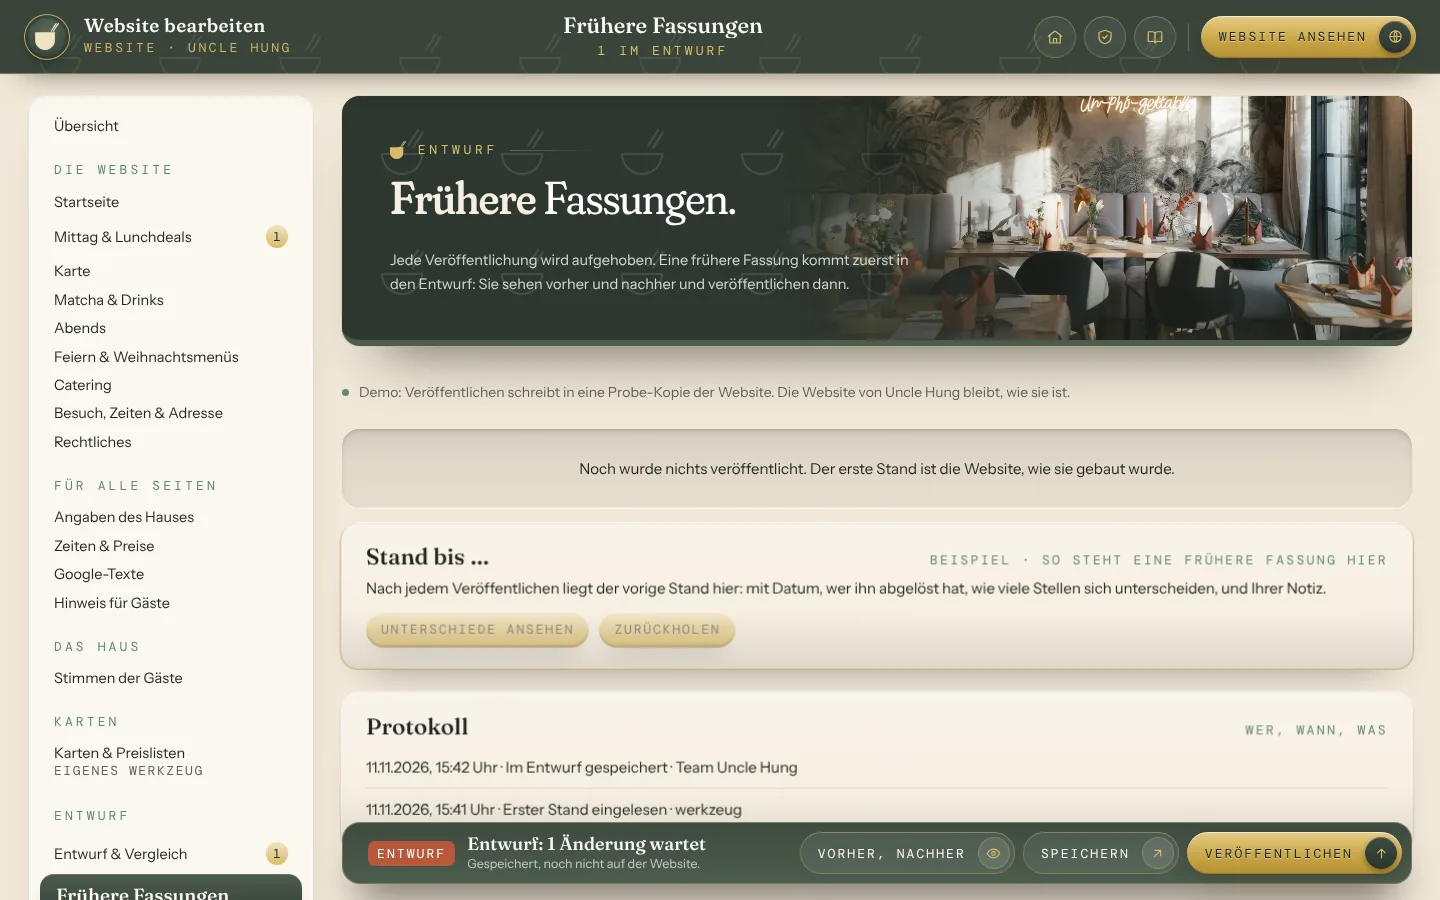 Website bearbeiten
WEBSITE · UNCLE HUNG
Frühere Fassungen
1 IM ENTWURF
WEBSITE ANSEHEN
Übersicht
DIE WEBSITE
Startseite
Mittag & Lunchdeals 1
Karte
Matcha & Drinks
Abends
Feiern & Weihnachtsmenüs
Catering
Besuch, Zeiten & Adresse
Rechtliches
FÜR ALLE SEITEN
Angaben des Hauses
Zeiten & Preise
Google-Texte
Hinweis für Gäste
DAS HAUS
Stimmen der Gäste
KARTEN
Karten & Preislisten
EIGENES WERKZEUG
ENTWURF
Entwurf & Vergleich 1
Frühere Fassungen
Um-Pho-gettable
ENTWURF
Frühere Fassungen.
Jede Veröffentlichung wird aufgehoben. Eine frühere Fassung kommt zuerst in
den Entwurf: Sie sehen vorher und nachher und veröffentlichen dann.
Demo: Veröffentlichen schreibt in eine Probe-Kopie der Website. Die Website von Uncle Hung bleibt, wie sie ist.
Noch wurde nichts veröffentlicht. Der erste Stand ist die Website, wie sie gebaut wurde.
Stand bis …
BEISPIEL · SO STEHT EINE FRÜHERE FASSUNG HIER
Nach jedem Veröffentlichen liegt der vorige Stand hier: mit Datum, wer ihn abgelöst hat, wie viele Stellen sich unterscheiden, und Ihrer Notiz.
UNTERSCHIEDE ANSEHEN
ZURÜCKHOLEN
Protokoll
WER, WANN, WAS
11.11.2026, 15:42 Uhr · Im Entwurf gespeichert · Team Uncle Hung
11.11.2026, 15:41 Uhr · Erster Stand eingelesen · werkzeug
ENTWURF
Entwurf: 1 Änderung wartet
Gespeichert, noch nicht auf der Website.
VORHER, NACHHER
SPEICHERN
VERÖFFENTLICHEN